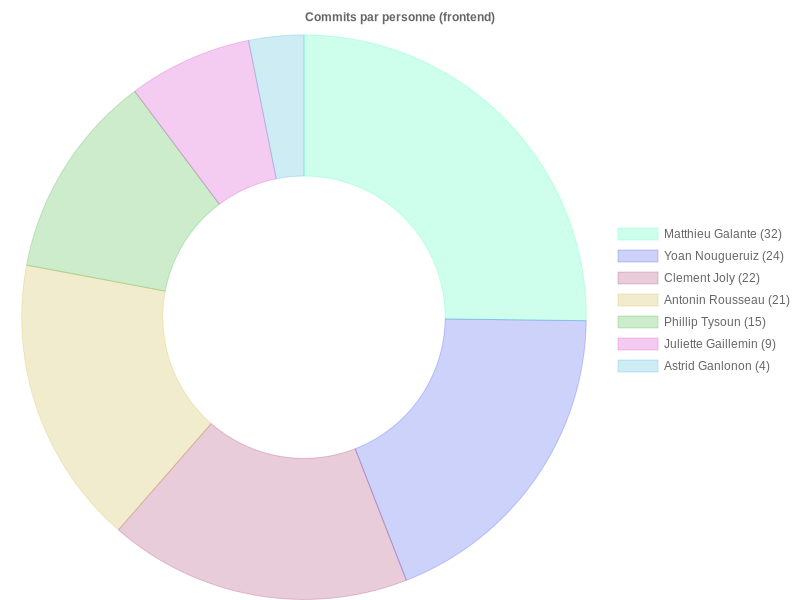 Commits par personne (frontend)
Matthieu Galante (32)
Yoan Nougueruiz (24)
Clement Joly (22)
Antonin Rousseau (21)
Phillip Tysoun (15)
Juliette Gaillemin (9)
Astrid Ganlonon (4)